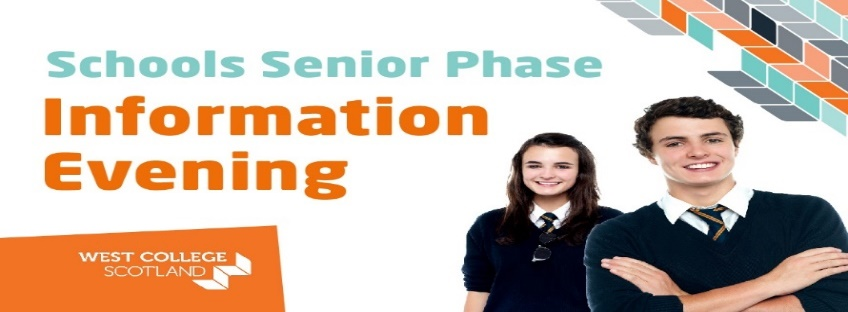 Schools Senior Phase
Information
Evening
WEST COLLEGE
SCOTLAND